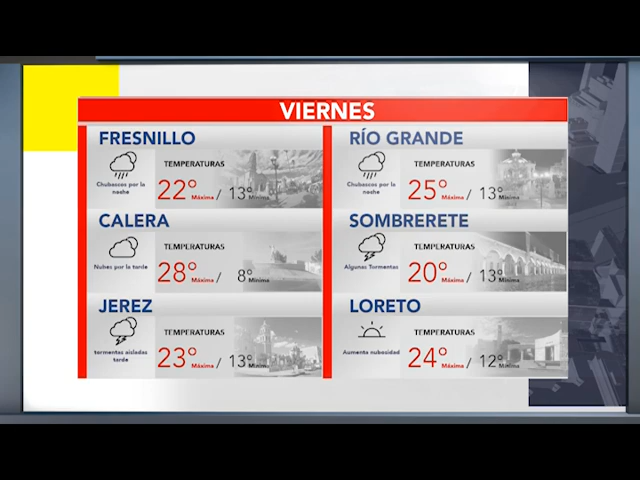 VIERNES
FRESNILLO
TEMPERATURAS
Chubascos por la
noche
22° Máxima / 13° Mínima
CALERA
TEMPERATURAS
Nubes por la tarde
28° Máxima / 8° Mínima
JEREZ
TEMPERATURAS
tormentas aisladas
tarde
23° Máxima / 13° Mínima
RÍO GRANDE
TEMPERATURAS
Chubascos por la
noche
25° Máxima / 13° Mínima
SOMBRERETE
TEMPERATURAS
Algunas Tormentas
20° Máxima / 13° Mínima
LORETO
TEMPERATURAS
Aumenta nubosidad
24° Máxima / 12° Mínima